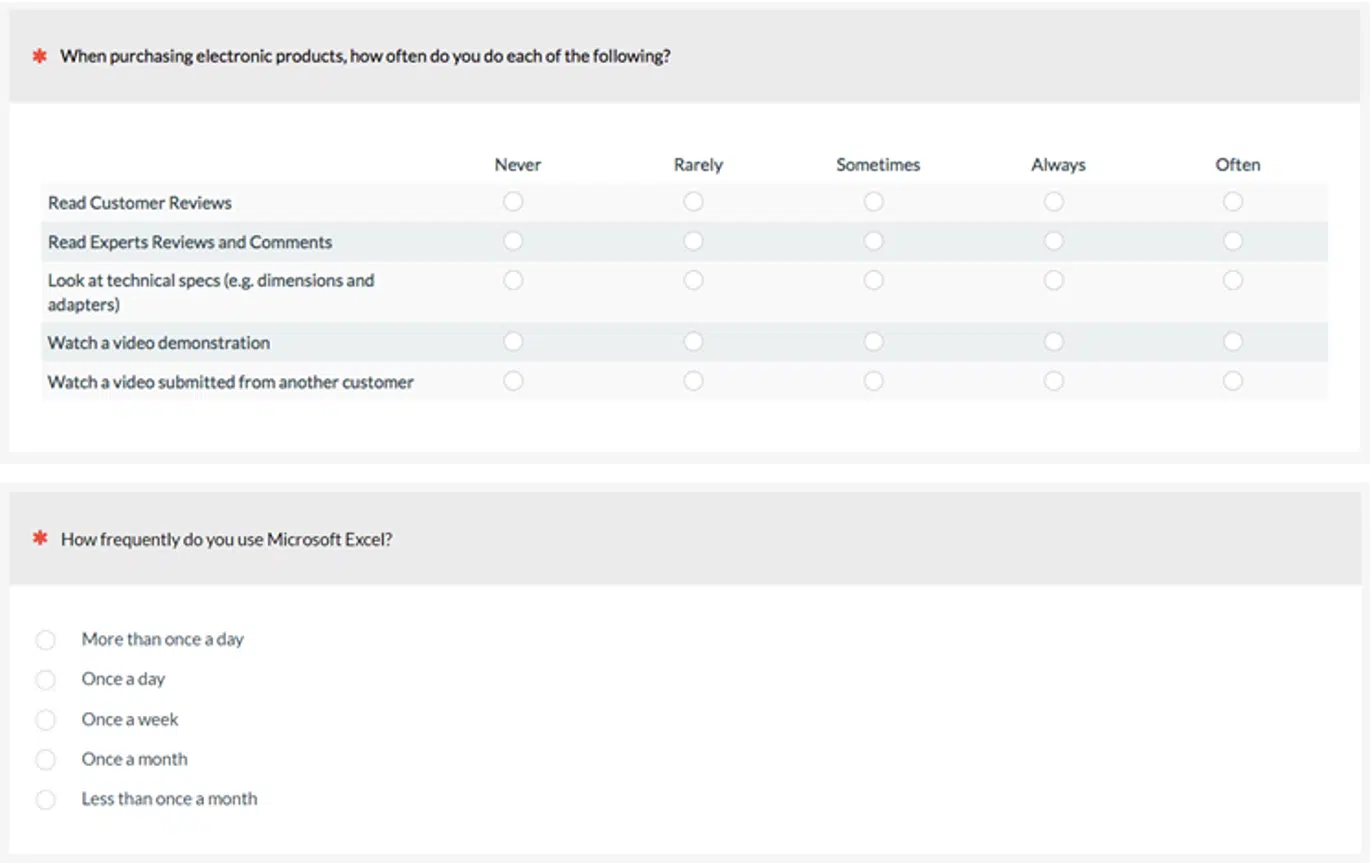 * When purchasing electronic products, how often do you do each of the following?
Never Rarely Sometimes Always Often
Read Customer Reviews
Read Experts Reviews and Comments
Look at technical specs (e.g. dimensions and
adapters)
Watch a video demonstration
Watch a video submitted from another customer
* How frequently do you use Microsoft Excel?
More than once a day
Once a day
Once a week
Once a month
Less than once a month